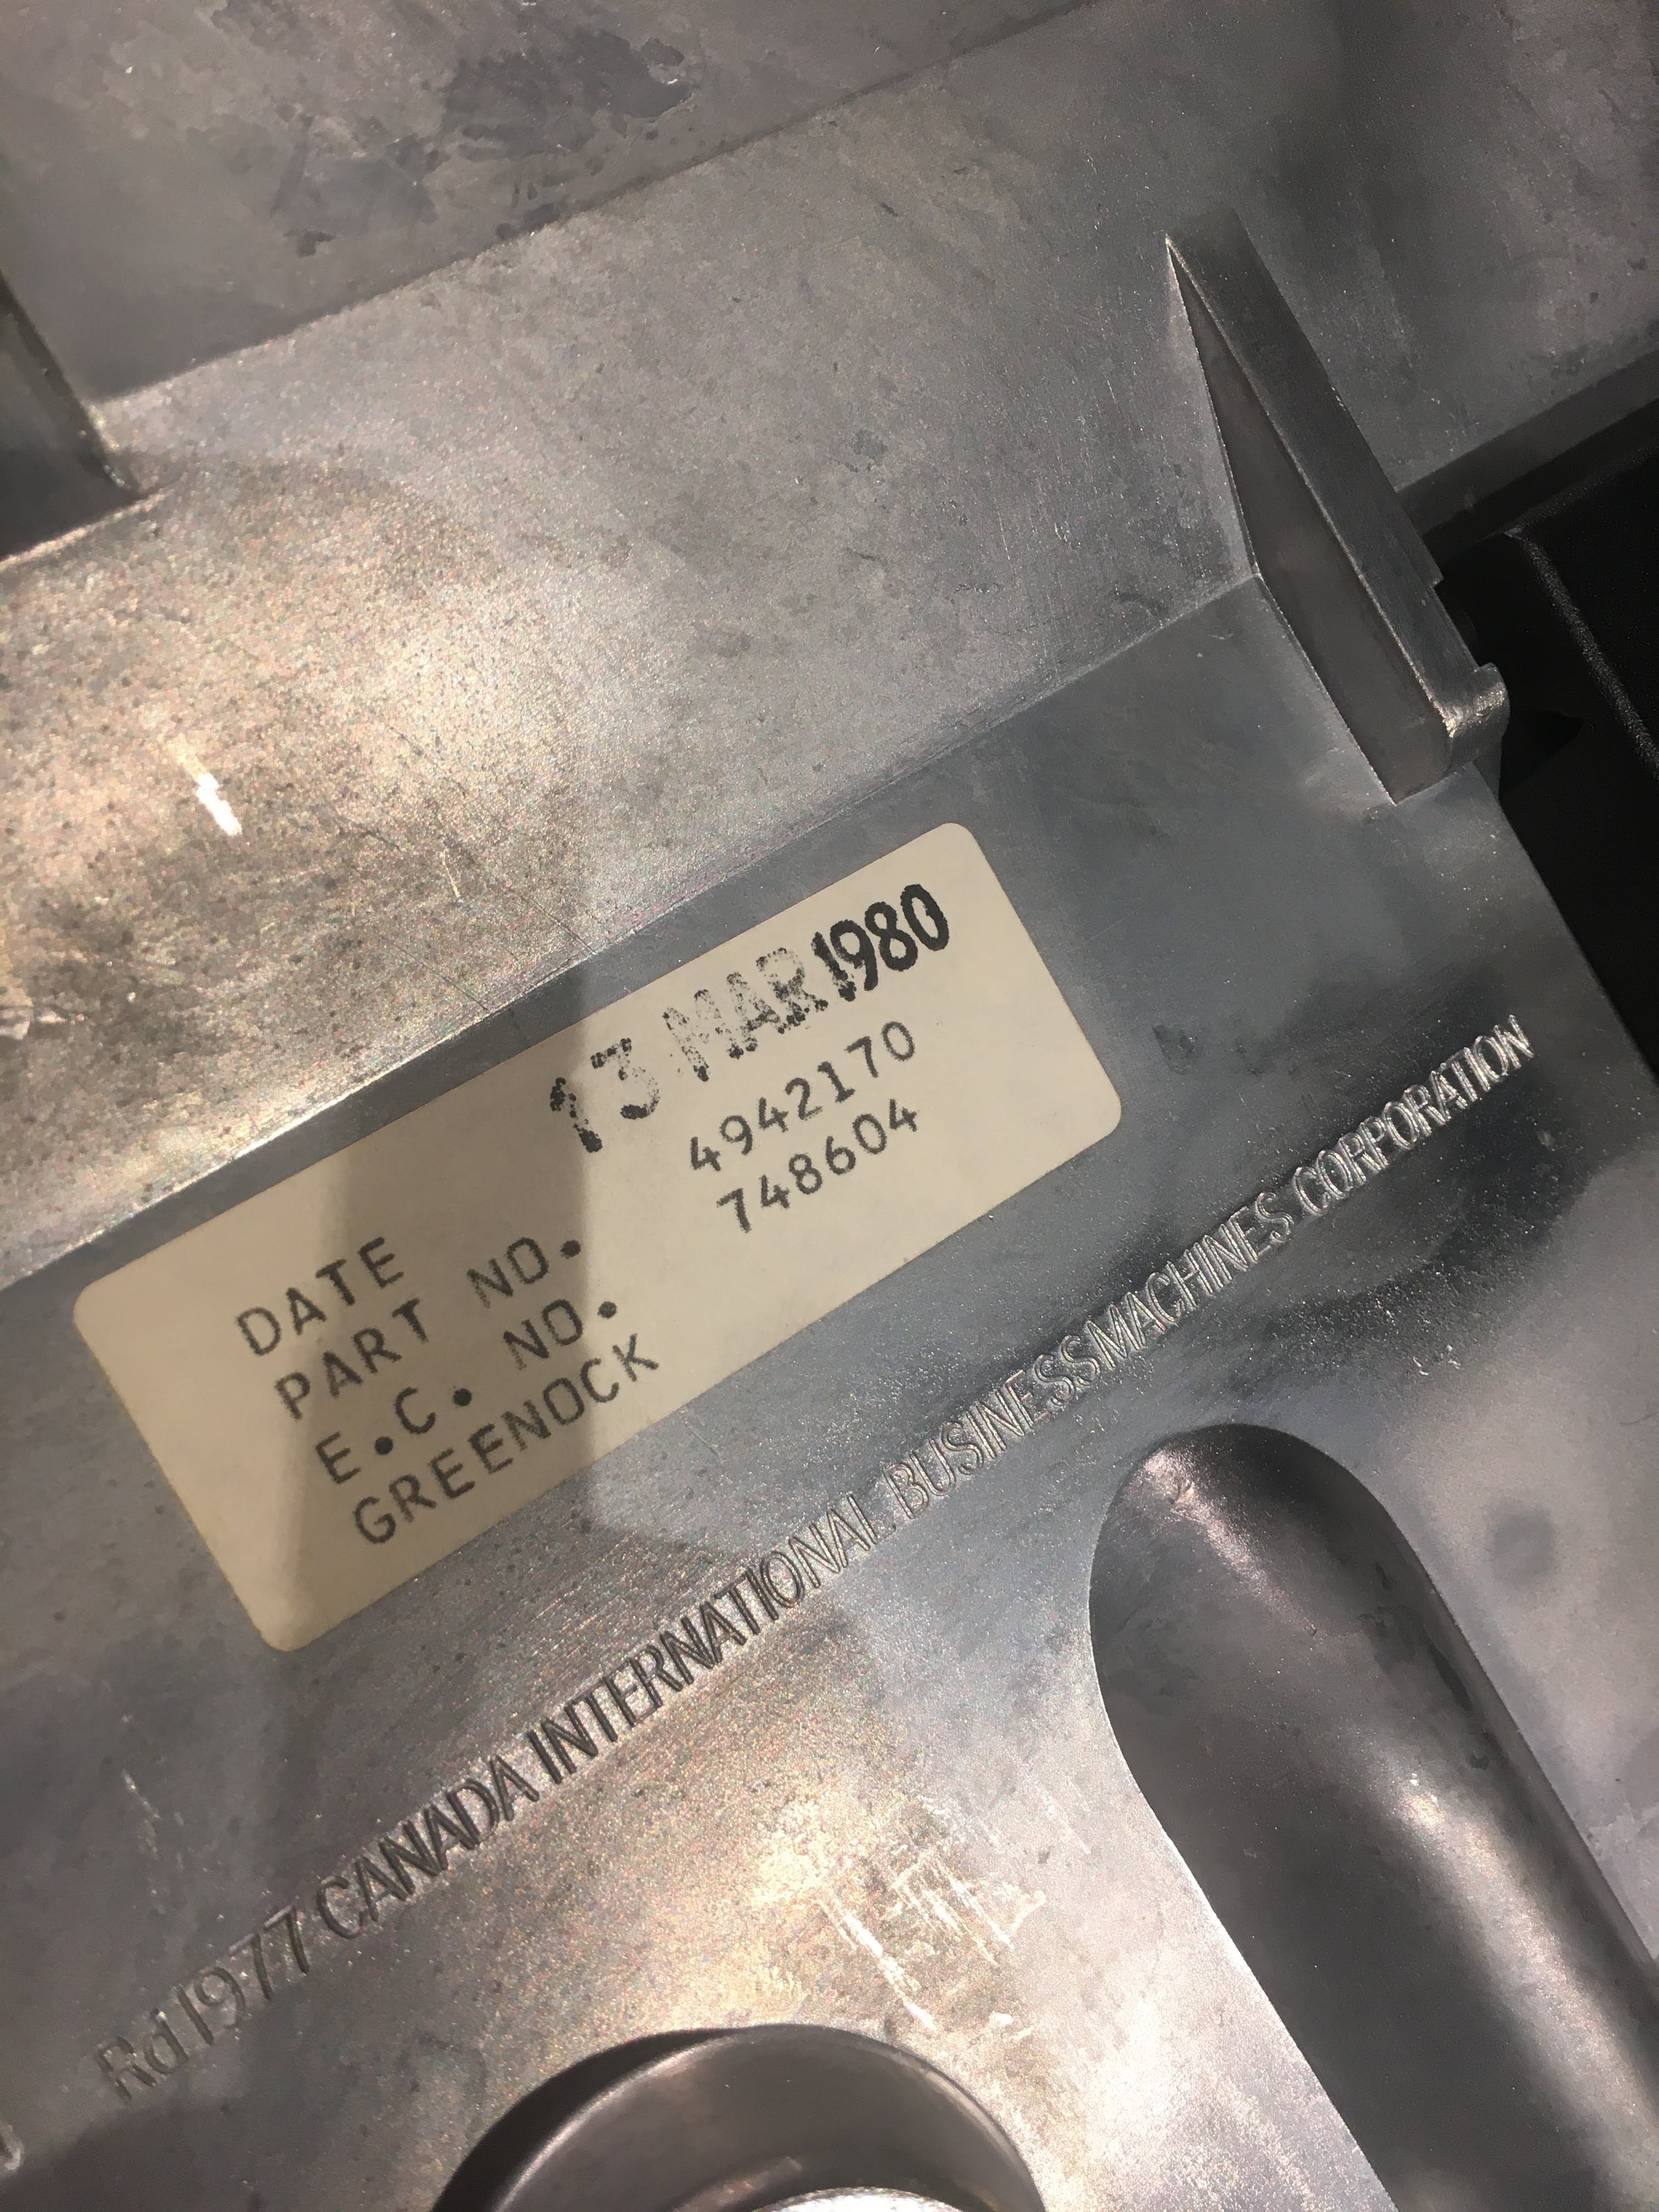 DATE 13 MAR 1980
PART NO. 4942170
E.C. NO. 748604
GREENOCK
Rd 1977 CANADA INTERNATIONAL BUSINESS MACHINES CORPORATION